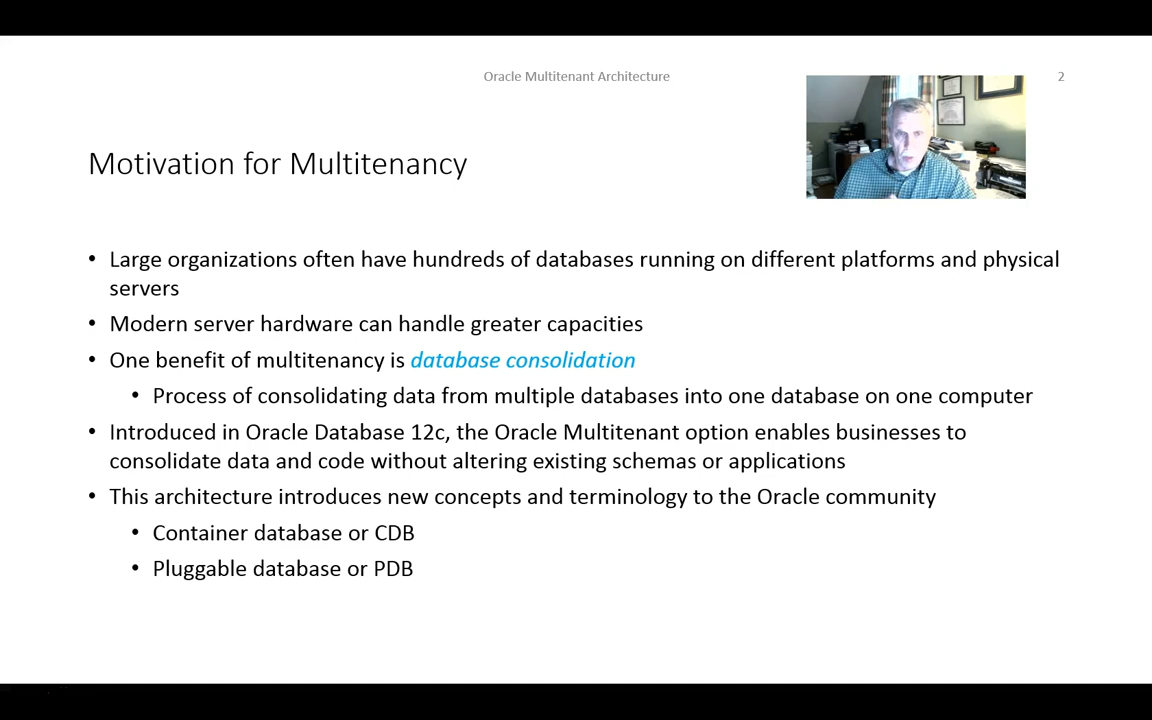 Oracle Multitenant Architecture
2
Motivation for Multitenancy
• Large organizations often have hundreds of databases running on different platforms and physical
servers
• Modern server hardware can handle greater capacities
• One benefit of multitenancy is database consolidation
• Process of consolidating data from multiple databases into one database on one computer
• Introduced in Oracle Database 12c, the Oracle Multitenant option enables businesses to
consolidate data and code without altering existing schemas or applications
• This architecture introduces new concepts and terminology to the Oracle community
• Container database or CDB
• Pluggable database or PDB